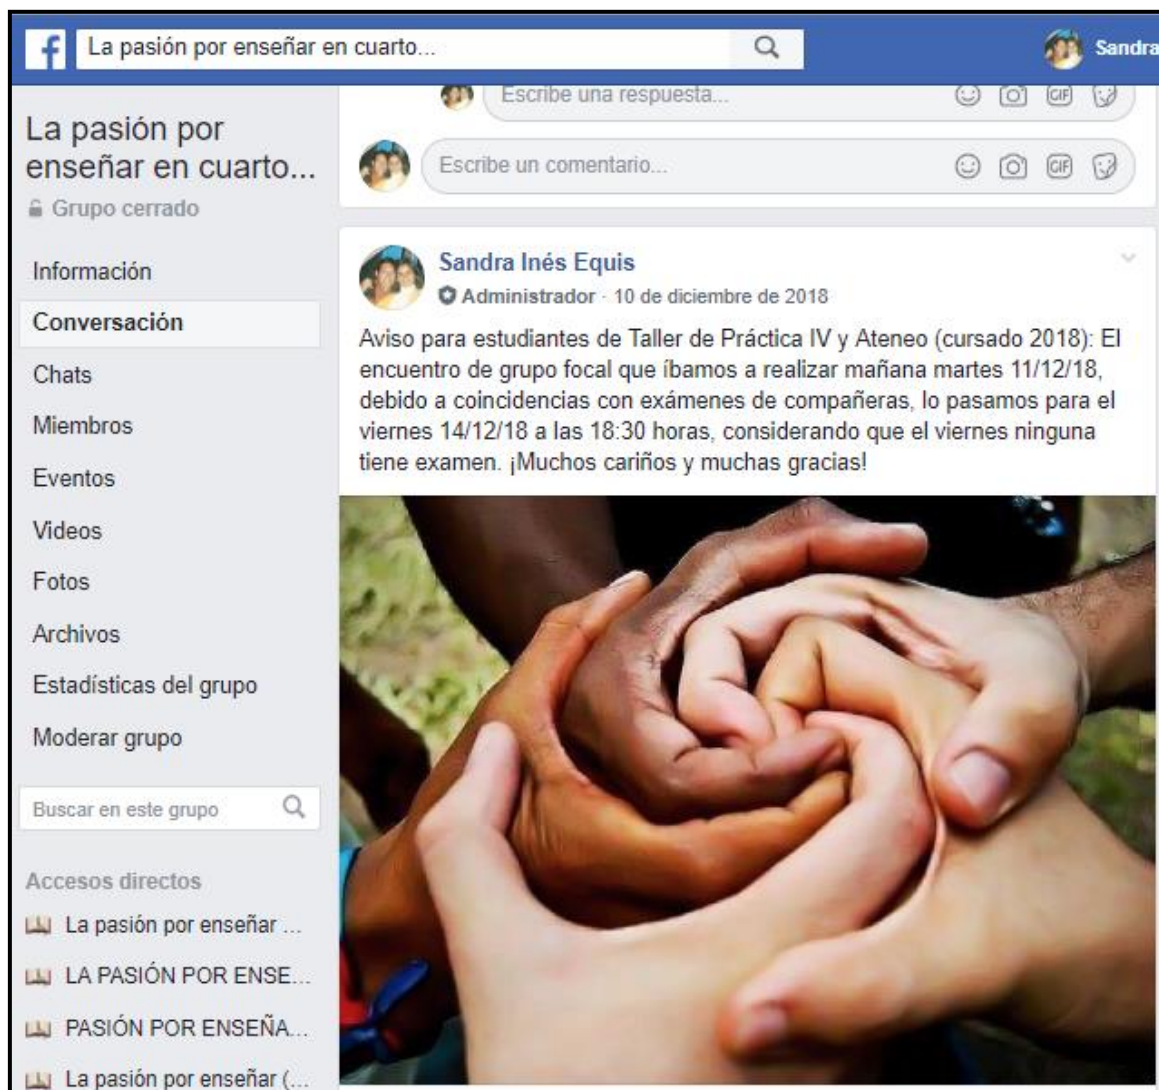 La pasión por enseñar en cuarto...
Sandra
La pasión por
enseñar en cuarto...
Grupo cerrado
Información
Conversación
Chats
Miembros
Eventos
Videos
Fotos
Archivos
Estadísticas del grupo
Moderar grupo
Buscar en este grupo
Accesos directos
La pasión por enseñar ...
LA PASIÓN POR ENSE...
PASIÓN POR ENSEÑA...
La pasión por enseñar (...
Escribe una respuesta...
GIF
Escribe un comentario...
GIF
Sandra Inés Equis
Administrador · 10 de diciembre de 2018
Aviso para estudiantes de Taller de Práctica IV y Ateneo (cursado 2018): El
encuentro de grupo focal que íbamos a realizar mañana martes 11/12/18,
debido a coincidencias con exámenes de compañeras, lo pasamos para el
viernes 14/12/18 a las 18:30 horas, considerando que el viernes ninguna
tiene examen. ¡Muchos cariños y muchas gracias!